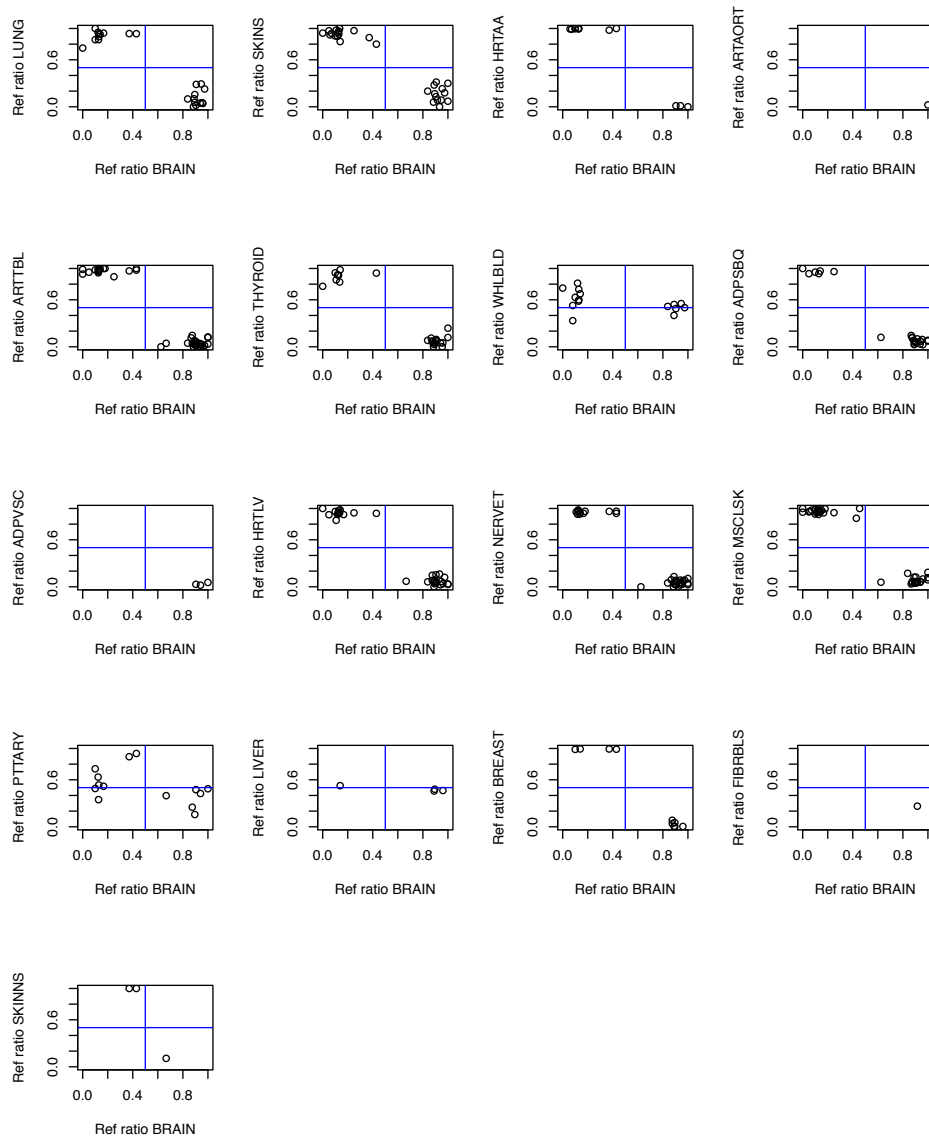 Ref ratio LUNG
0.0 0.6
0.0 0.4 0.8
Ref ratio BRAIN
Ref ratio SKINS
0.0 0.6
0.0 0.4 0.8
Ref ratio BRAIN
Ref ratio HRTAA
0.0 0.6
0.0 0.4 0.8
Ref ratio BRAIN
Ref ratio ARTAORT
0.0 0.6
0.0 0.4 0.8
Ref ratio BRAIN
Ref ratio ARTTBL
0.0 0.6
0.0 0.4 0.8
Ref ratio BRAIN
Ref ratio THYROID
0.0 0.6
0.0 0.4 0.8
Ref ratio BRAIN
Ref ratio WHLBLD
0.0 0.6
0.0 0.4 0.8
Ref ratio BRAIN
Ref ratio ADPSBQ
0.0 0.6
0.0 0.4 0.8
Ref ratio BRAIN
Ref ratio ADPVSC
0.0 0.6
0.0 0.4 0.8
Ref ratio BRAIN
Ref ratio HRTLV
0.0 0.6
0.0 0.4 0.8
Ref ratio BRAIN
Ref ratio NERVET
0.0 0.6
0.0 0.4 0.8
Ref ratio BRAIN
Ref ratio MSCLSK
0.0 0.6
0.0 0.4 0.8
Ref ratio BRAIN
Ref ratio PTTARY
0.0 0.6
0.0 0.4 0.8
Ref ratio BRAIN
Ref ratio LIVER
0.0 0.6
0.0 0.4 0.8
Ref ratio BRAIN
Ref ratio BREAST
0.0 0.6
0.0 0.4 0.8
Ref ratio BRAIN
Ref ratio FIBRBLS
0.0 0.6
0.0 0.4 0.8
Ref ratio BRAIN
Ref ratio SKINNS
0.0 0.6
0.0 0.4 0.8
Ref ratio BRAIN